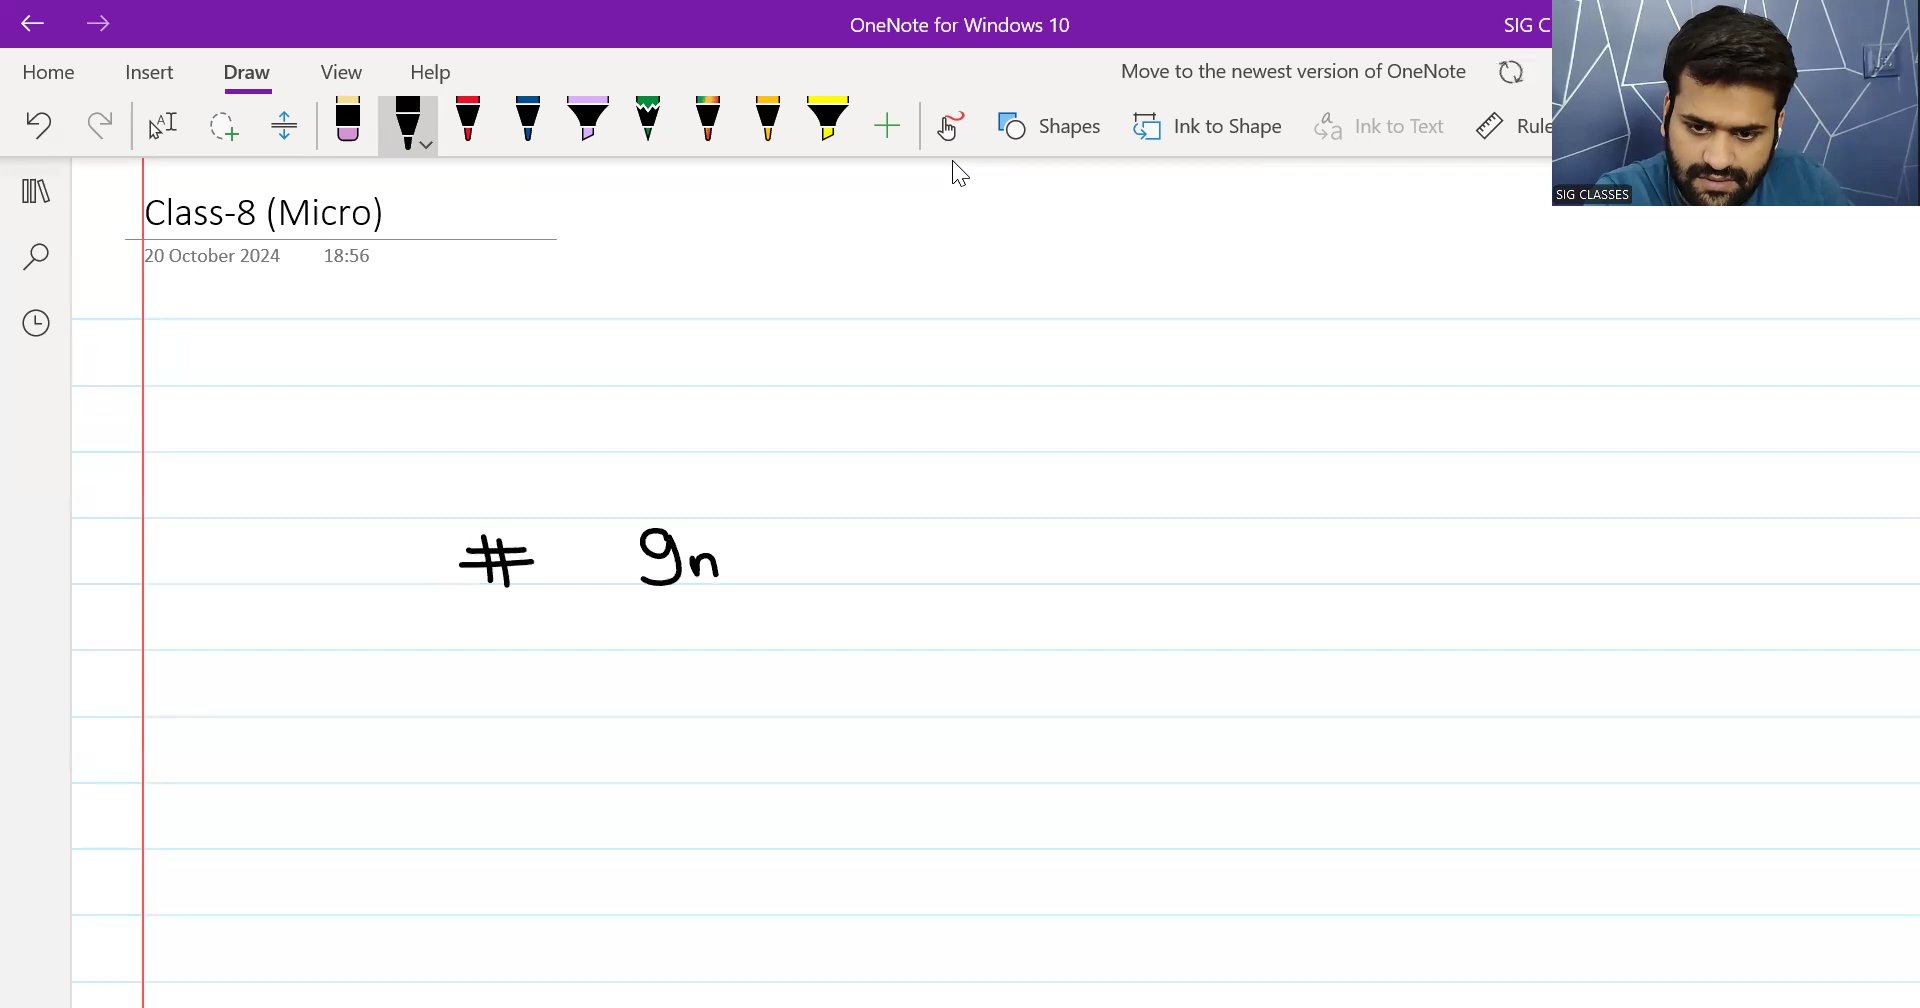 OneNote for Windows 10 SIG C
Home Insert Draw View Help Move to the newest version of OneNote
Shapes Ink to Shape Ink to Text Rule
SIG CLASSES
Class-8 (Micro)
20 October 2024 18:56
# gn